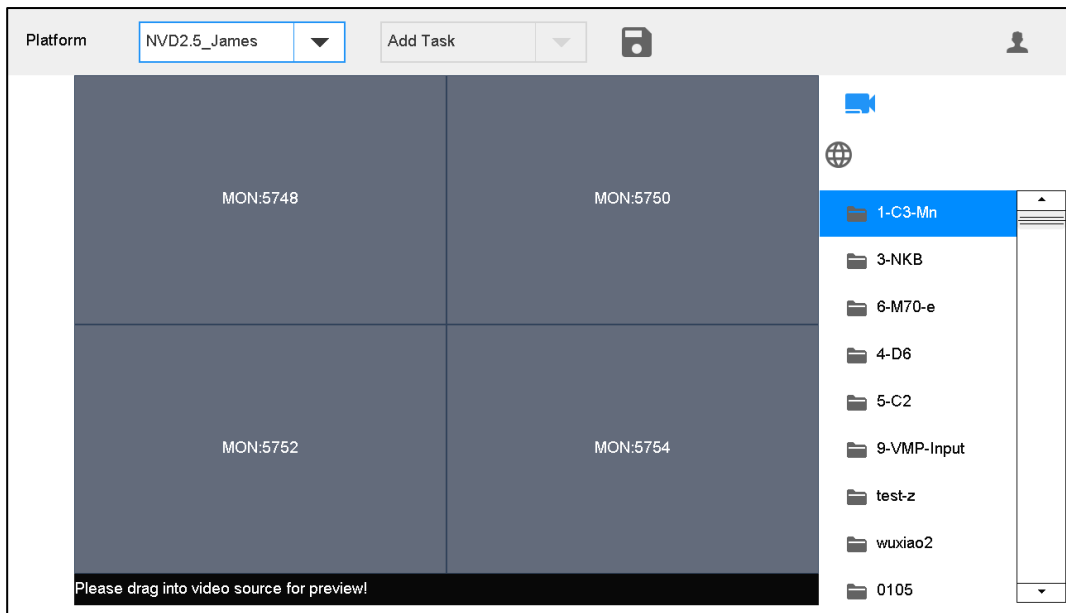 Platform NVD2.5_James Add Task
MON:5748 MON:5750
MON:5752 MON:5754
Please drag into video source for preview!
1-C3-Mn
3-NKB
6-M70-e
4-D6
5-C2
9-VMP-Input
test-z
wuxiao2
0105